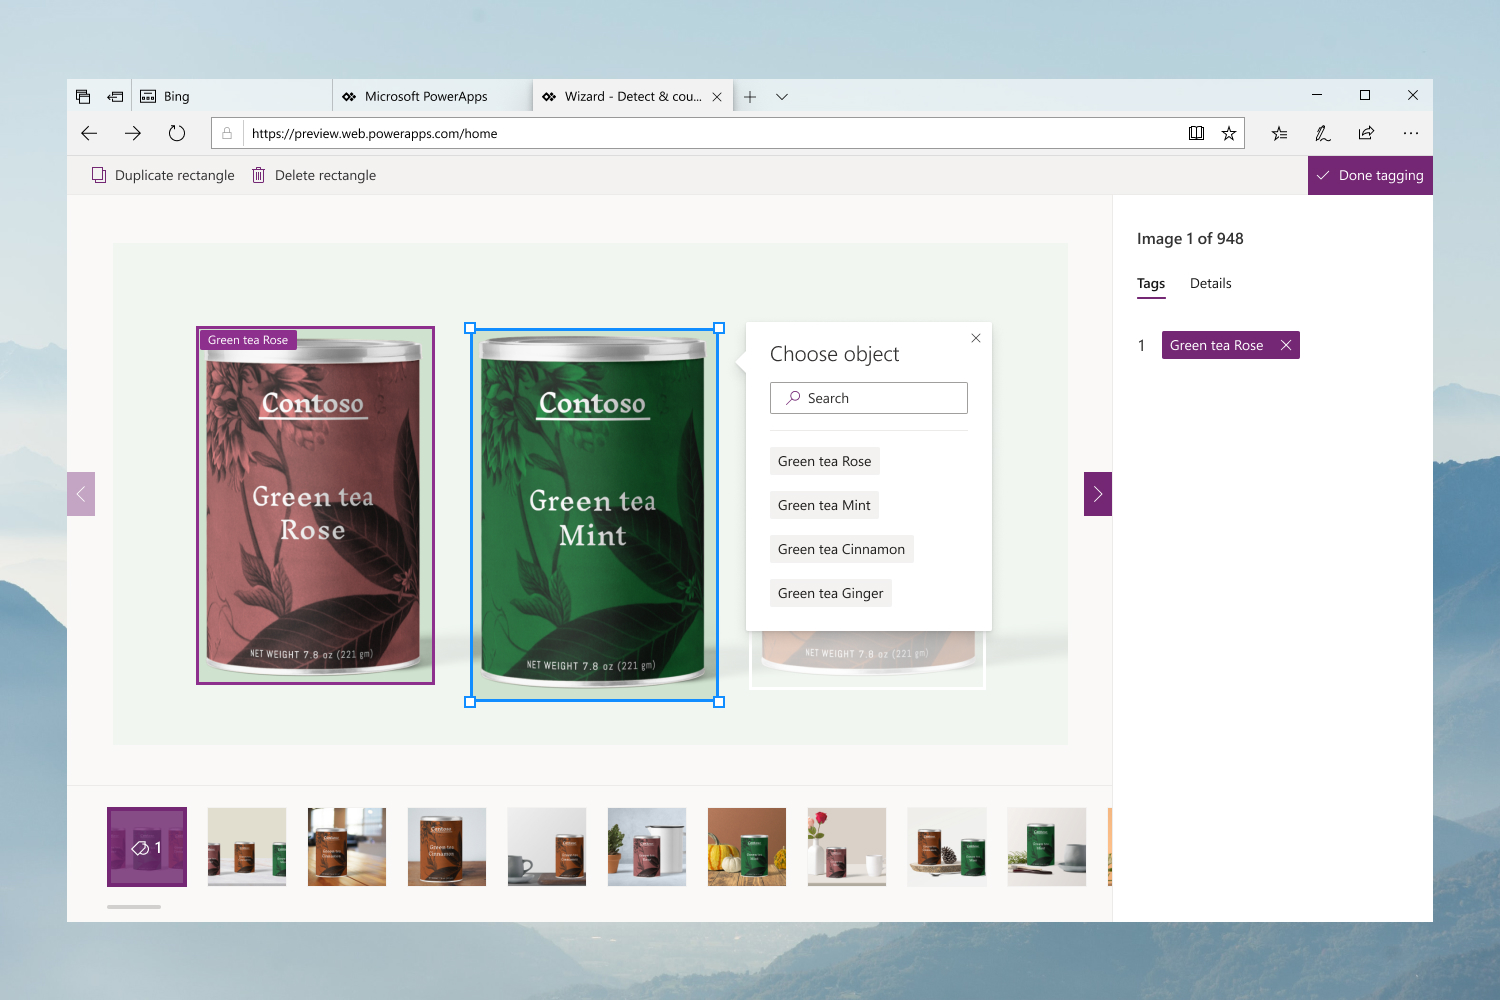 Bing
Microsoft PowerApps
Wizard - Detect & cou...
https://preview.web.powerapps.com/home
Duplicate rectangle
Delete rectangle
Done tagging
Image 1 of 948
Tags
Details
1
Green tea Rose
Green tea Rose
Contoso
Green tea
Rose
NET WEIGHT 7.8 oz (221 gm)
Contoso
Green tea
Mint
NET WEIGHT 7.8 oz (221 gm)
Choose object
Search
Green tea Rose
Green tea Mint
Green tea Cinnamon
Green tea Ginger
NET WEIGHT 7.8 oz (221 gm)
1
Contoso
Green tea
Cinnamon